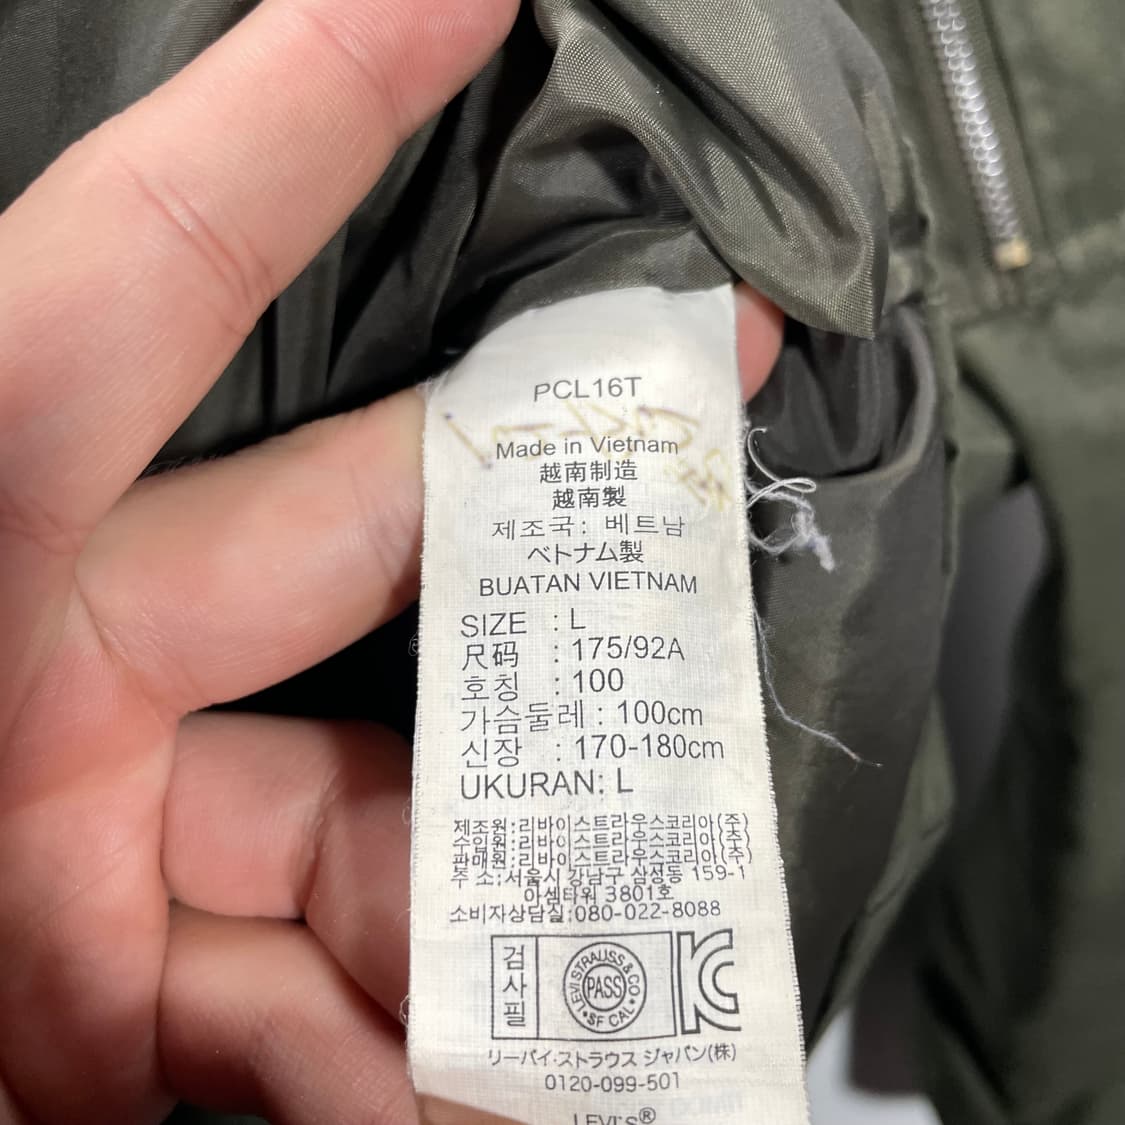 PCL16T
Made in Vietnam
越南制造
越南製
제조국: 베트남
ベトナム製
BUATAN VIETNAM
SIZE : L
尺码 : 175/92A
호칭 : 100
가슴둘레 : 100cm
신장 : 170-180cm
UKURAN: L
제조원:리바이스트라우스코리아(주)
수입원:리바이스트라우스코리아(주)
판매원:리바이스트라우스코리아(주)
주 소:서울시 강남구 삼성동 159-1
아셈타워 3801호
소비자상담실:080-022-8088
검사필
LEVI STRAUSS & CO
PASS
SF CAL
KC
リーバイ·ストラウス ジャパン(株)
0120-099-501
LEVI'S®